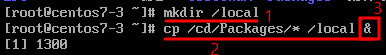 [root@centos7-3 ~]# mkdir /local 1 3
[root@centos7-3 ~]# cp /cd/Packages/* /local &
[1] 1300 2